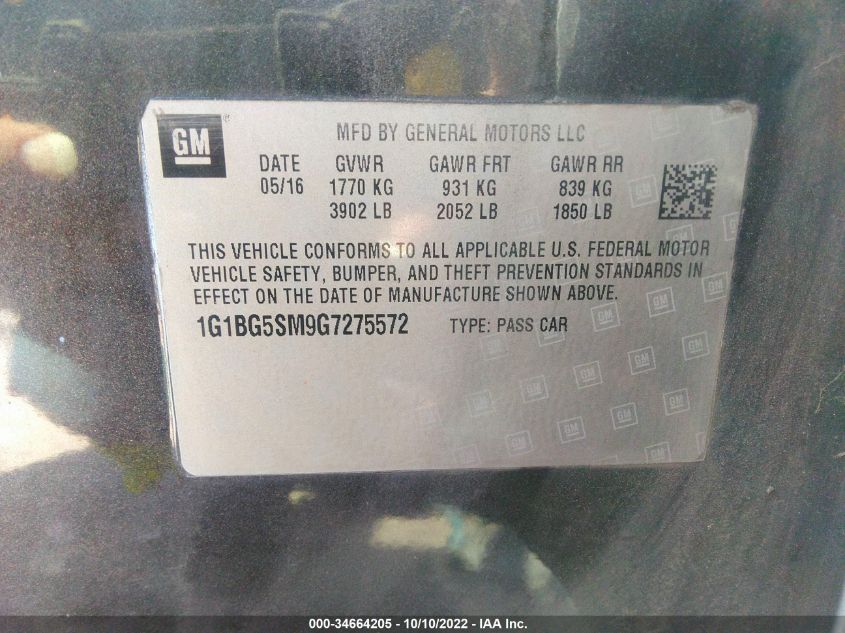 GM ®
MFD BY GENERAL MOTORS LLC
DATE GVWR GAWR FRT GAWR RR
05/16 1770 KG 931 KG 839 KG
3902 LB 2052 LB 1850 LB
THIS VEHICLE CONFORMS TO ALL APPLICABLE U.S. FEDERAL MOTOR
VEHICLE SAFETY, BUMPER, AND THEFT PREVENTION STANDARDS IN
EFFECT ON THE DATE OF MANUFACTURE SHOWN ABOVE.
1G1BG5SM9G7275572 TYPE: PASS CAR
000-34664205 - 10/10/2022 - IAA Inc.